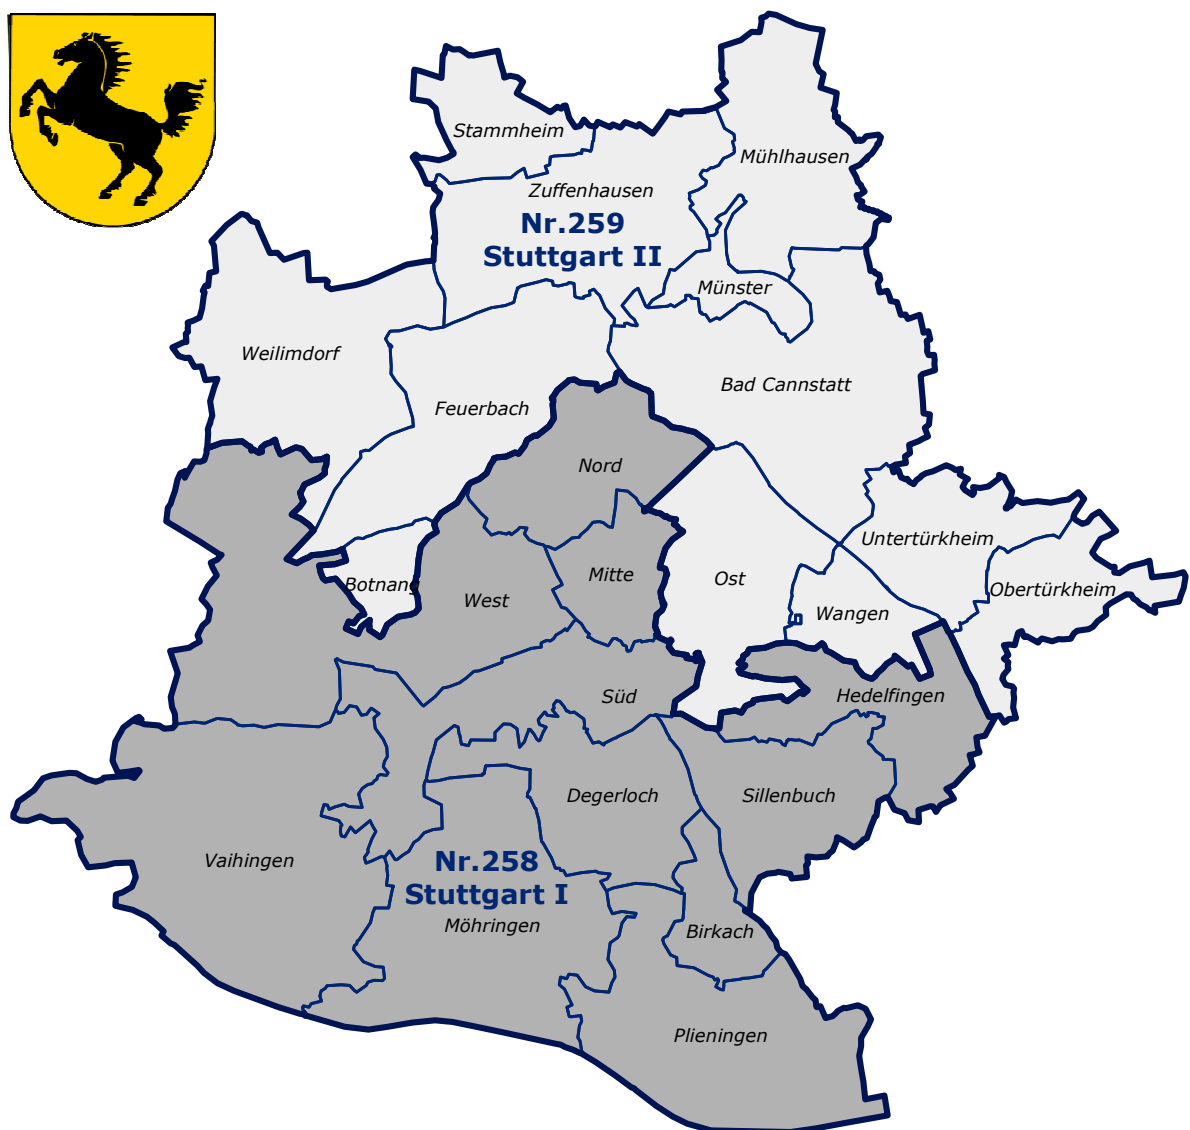 Stammheim
Mühlhausen
Zuffenhausen
Nr.259
Stuttgart II
Münster
Weilimdorf
Bad Cannstatt
Feuerbach
Nord
Untertürkheim
Mitte
Ost
Botnang
Obertürkheim
West
Wangen
Süd
Hedelfingen
Degerloch
Sillenbuch
Vaihingen
Nr.258
Stuttgart I
Möhringen
Birkach
Plieningen